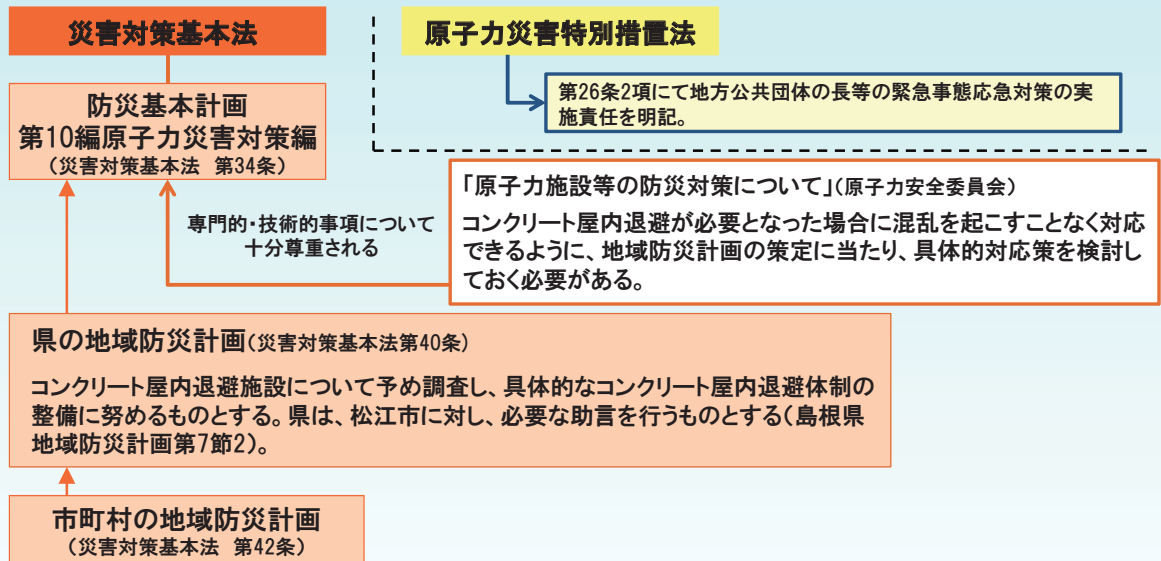 災害対策基本法
原子力災害特別措置法
第26条2項にて地方公共団体の長等の緊急事態応急対策の実
施責任を明記。
防災基本計画
第10編原子力災害対策編
(災害対策基本法 第34条)
専門的・技術的事項について
十分尊重される
「原子力施設等の防災対策について」(原子力安全委員会)
コンクリート屋内退避が必要となった場合に混乱を起こすことなく対応
できるように、地域防災計画の策定に当たり、具体的対応策を検討し
ておく必要がある。
県の地域防災計画(災害対策基本法第40条)
コンクリート屋内退避施設について予め調査し、具体的なコンクリート屋内退避体制の
整備に努めるものとする。県は、松江市に対し、必要な助言を行うものとする(島根県
地域防災計画第7節2)。
市町村の地域防災計画
(災害対策基本法 第42条)